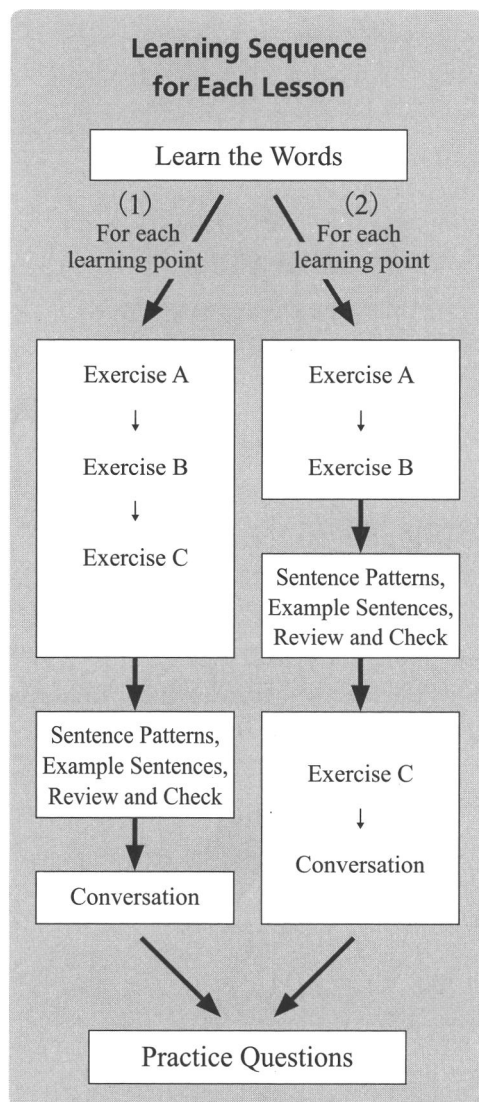 Learning Sequence
for Each Lesson
Learn the Words
(1)
For each
learning point
(2)
For each
learning point
Exercise A
↓
Exercise B
↓
Exercise C
Sentence Patterns,
Example Sentences,
Review and Check
Conversation
Exercise A
↓
Exercise B
Sentence Patterns,
Example Sentences,
Review and Check
Exercise C
↓
Conversation
Practice Questions